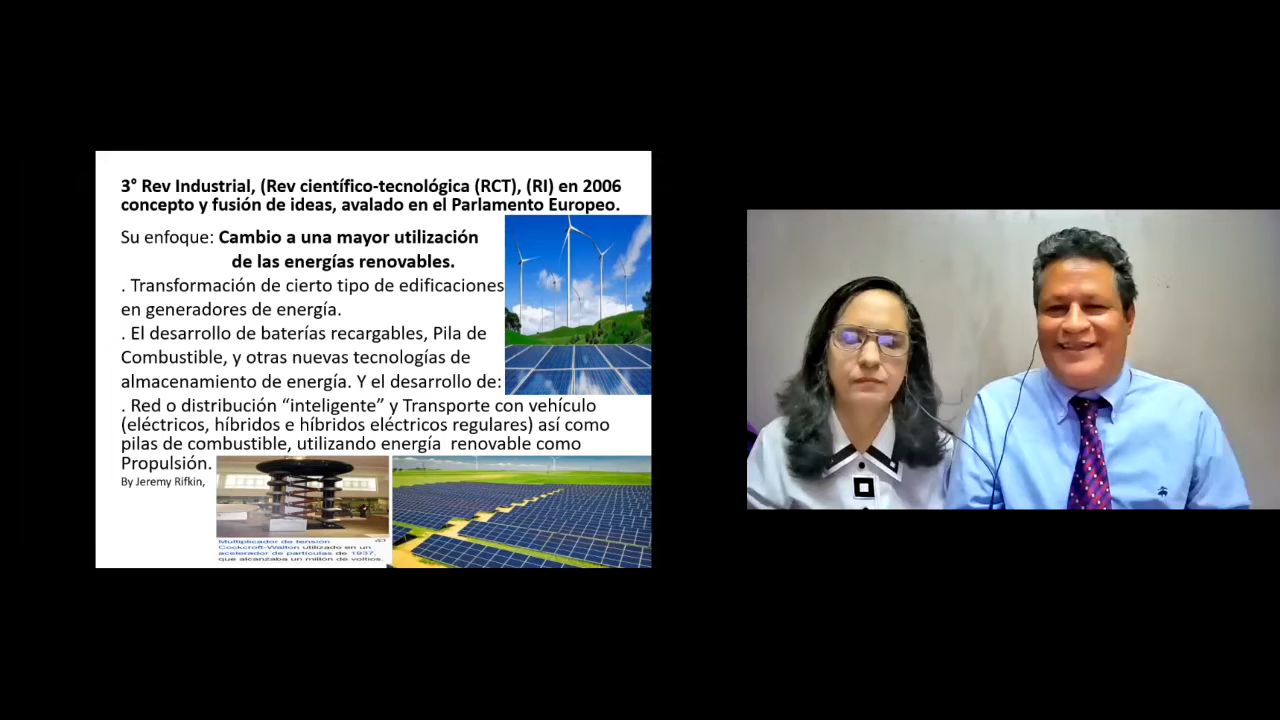 3° Rev Industrial, (Rev científico-tecnológica (RCT), (RI) en 2006
concepto y fusión de ideas, avalado en el Parlamento Europeo.
Su enfoque: Cambio a una mayor utilización
de las energías renovables.
. Transformación de cierto tipo de edificaciones
en generadores de energía.
. El desarrollo de baterías recargables, Pila de
Combustible, y otras nuevas tecnologías de
almacenamiento de energía. Y el desarrollo de:
. Red o distribución “inteligente” y Transporte con vehículo
(eléctricos, híbridos e híbridos eléctricos regulares) así como
pilas de combustible, utilizando energía renovable como
Propulsión.
By Jeremy Rifkin,
Multiplicador de tensión
Cockcroft-Walton utilizado en un
acelerador de partículas de 1937,
que alcanzaba un millón de voltios.